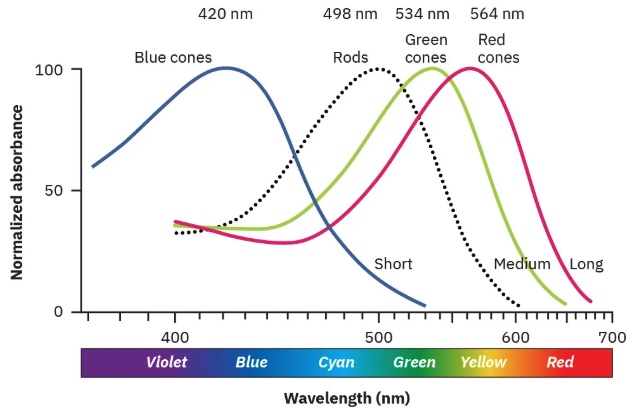 420 nm 498 nm 534 nm 564 nm
Blue cones Rods Green cones Red cones
Normalized absorbance
100
50
0
Short Medium Long
400 500 600 700
Violet Blue Cyan Green Yellow Red
Wavelength (nm)